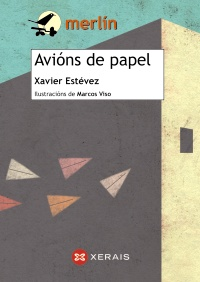 merlín
Avións de papel
Xavier Estévez
Ilustracións de Marcos Viso
XERAIS